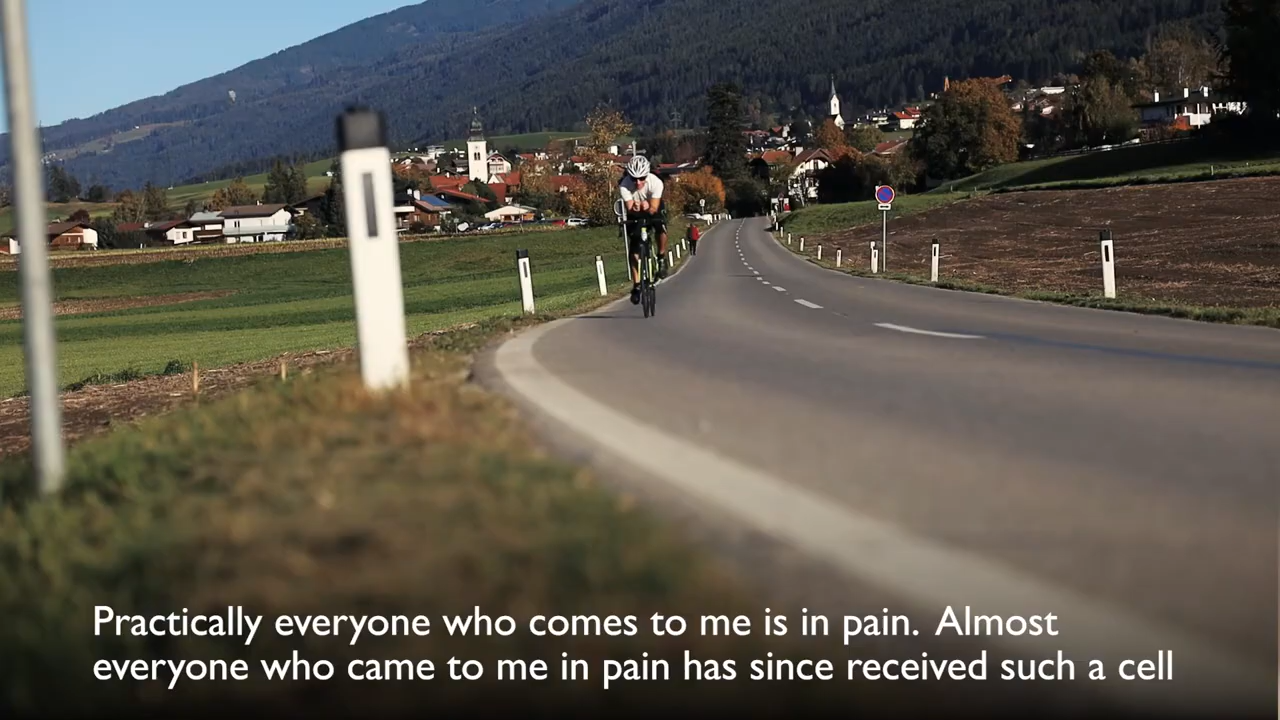 Practically everyone who comes to me is in pain.  Almost
everyone who came to me in pain has since received such a cell